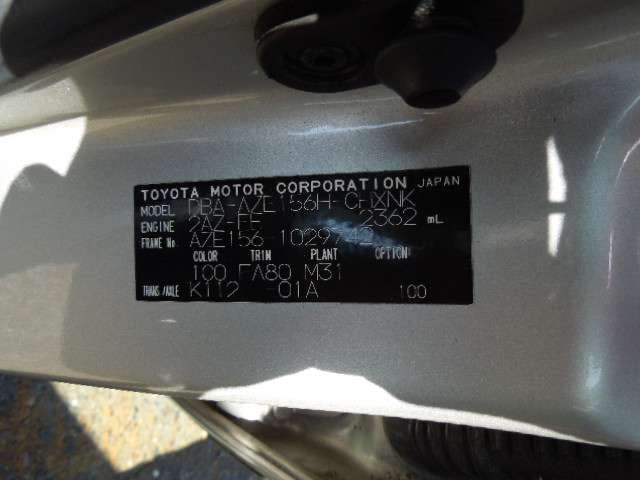 TOYOTA MOTOR CORPORATION JAPAN
MODEL DBA-AZE156H-CHXNK
ENGINE 2AZ-FE 2362 mL
FRAME No. AZE156-1029742
COLOR TRIM PLANT OPTION
100 FA80 M31
TRANS./AXLE K112 -01A 100